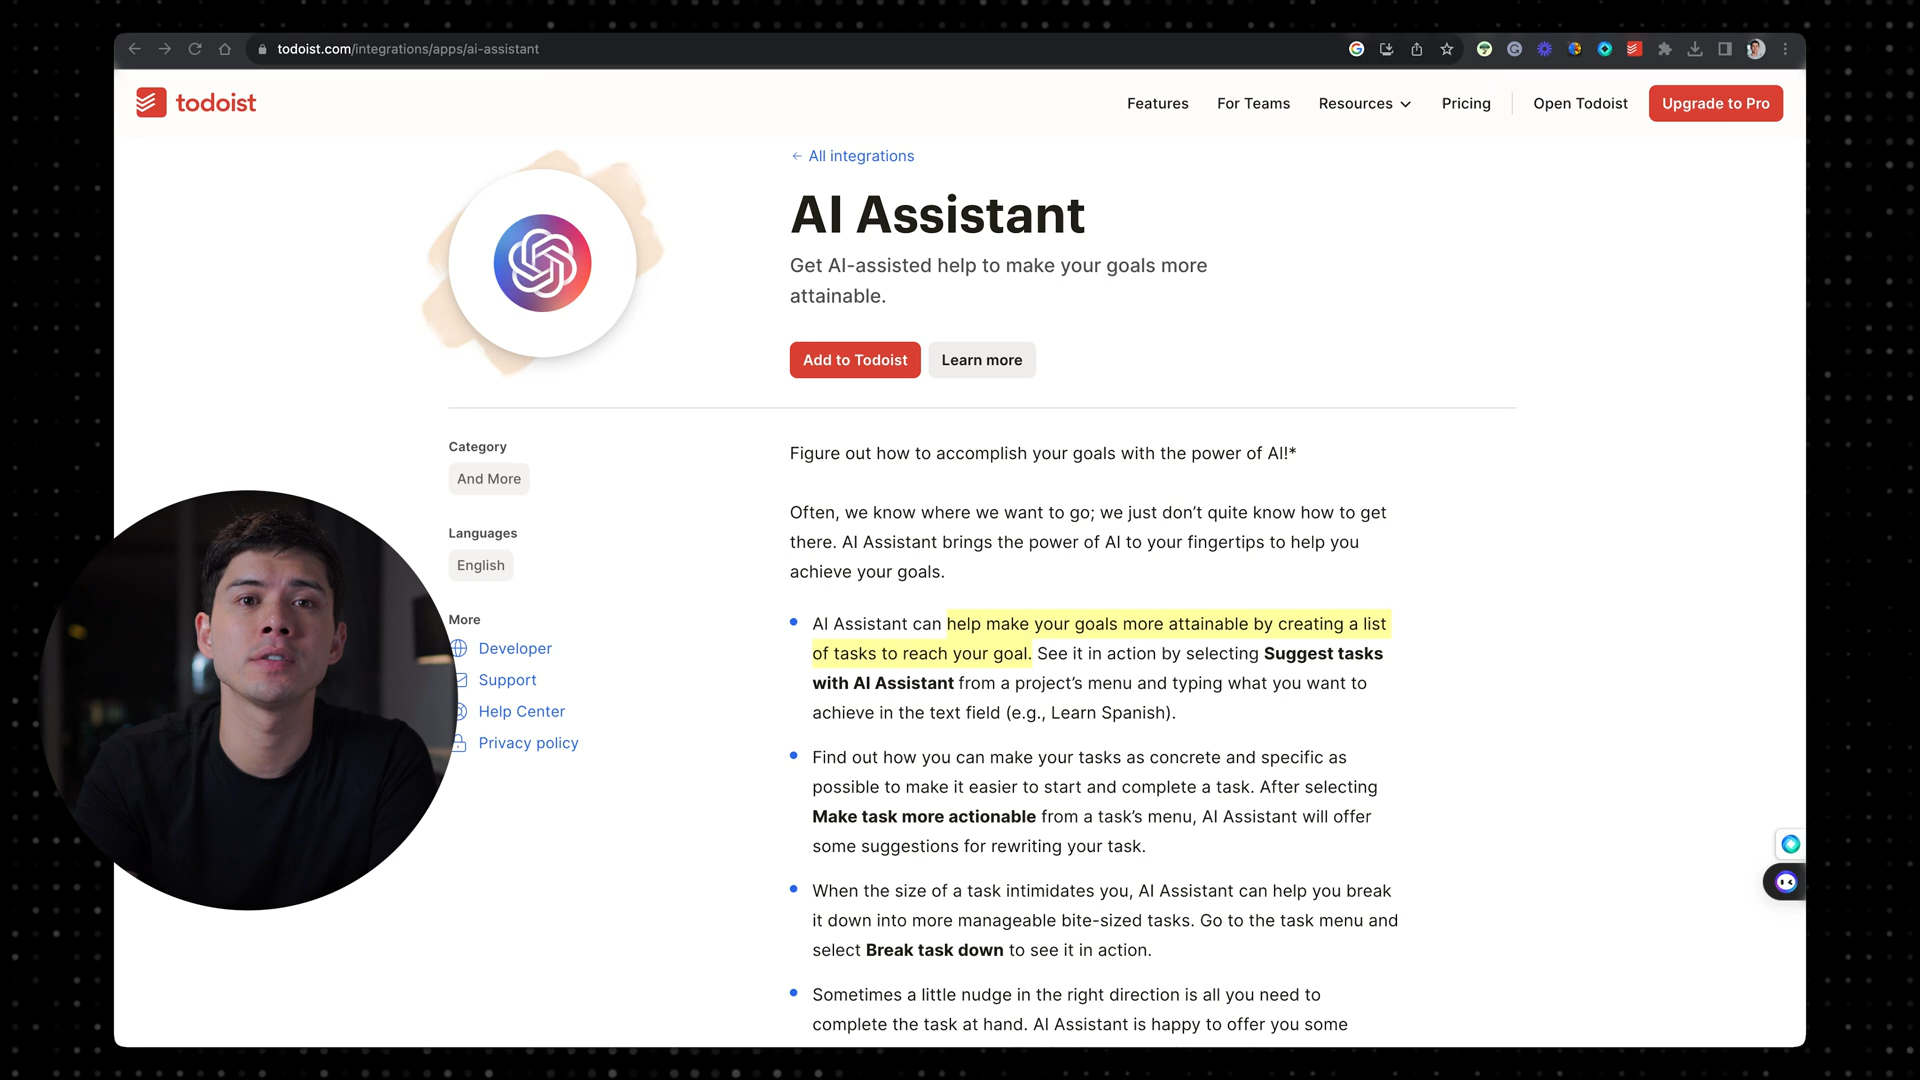 todoist.com/integrations/apps/ai-assistant
todoist
Features
For Teams
Resources
Pricing
Open Todoist
Upgrade to Pro
← All integrations
AI Assistant
Get AI-assisted help to make your goals more
attainable.
Add to Todoist
Learn more
Category
And More
Languages
English
More
Developer
Support
Help Center
Privacy policy
Figure out how to accomplish your goals with the power of AI!*
Often, we know where we want to go; we just don’t quite know how to get
there. AI Assistant brings the power of AI to your fingertips to help you
achieve your goals.
AI Assistant can help make your goals more attainable by creating a list
of tasks to reach your goal. See it in action by selecting Suggest tasks
with AI Assistant from a project’s menu and typing what you want to
achieve in the text field (e.g., Learn Spanish).
Find out how you can make your tasks as concrete and specific as
possible to make it easier to start and complete a task. After selecting
Make task more actionable from a task’s menu, AI Assistant will offer
some suggestions for rewriting your task.
When the size of a task intimidates you, AI Assistant can help you break
it down into more manageable bite-sized tasks. Go to the task menu and
select Break task down to see it in action.
Sometimes a little nudge in the right direction is all you need to
complete the task at hand. AI Assistant is happy to offer you some